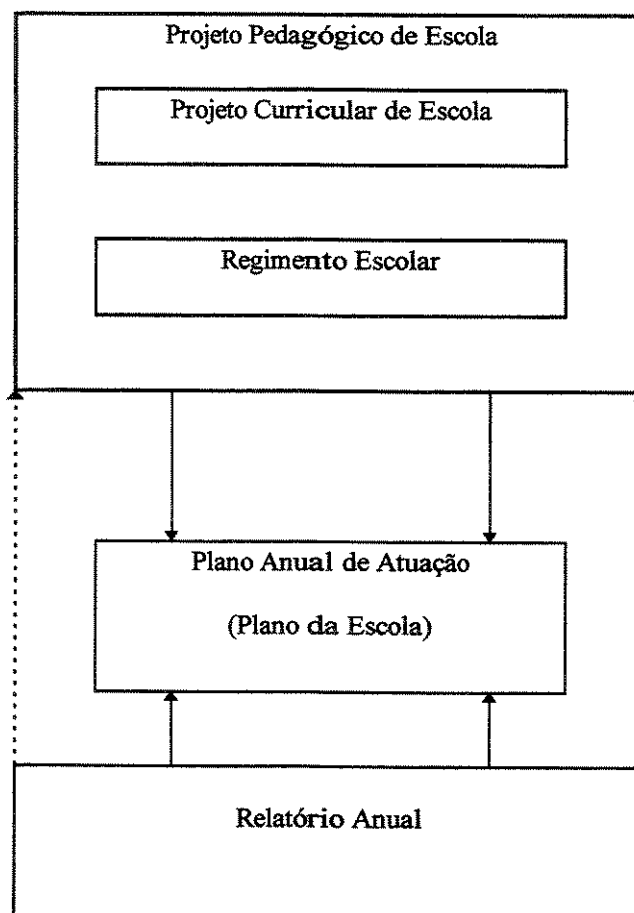 Projeto Pedagógico de Escola
Projeto Curricular de Escola
Regimento Escolar
Plano Anual de Atuação
(Plano da Escola)
Relatório Anual